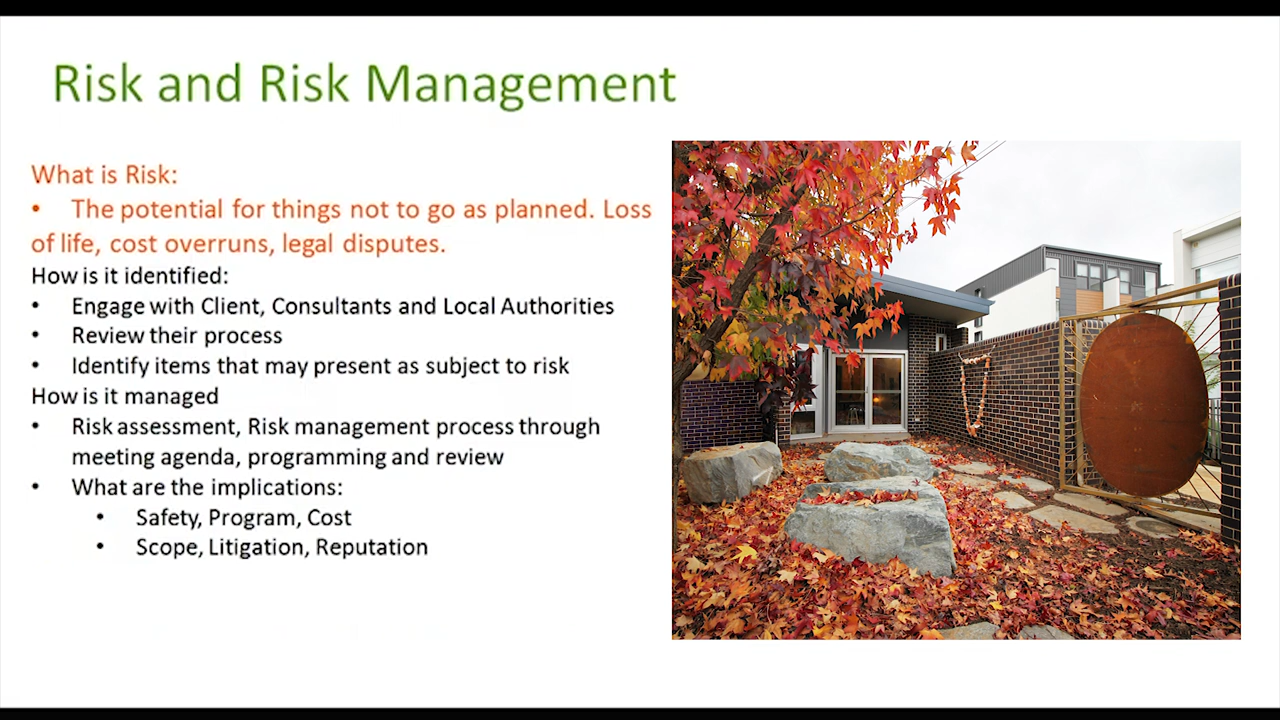 Risk and Risk Management
What is Risk:
• The potential for things not to go as planned. Loss
of life, cost overruns, legal disputes.
How is it identified:
• Engage with Client, Consultants and Local Authorities
• Review their process
• Identify items that may present as subject to risk
How is it managed
• Risk assessment, Risk management process through
meeting agenda, programming and review
• What are the implications:
• Safety, Program, Cost
• Scope, Litigation, Reputation